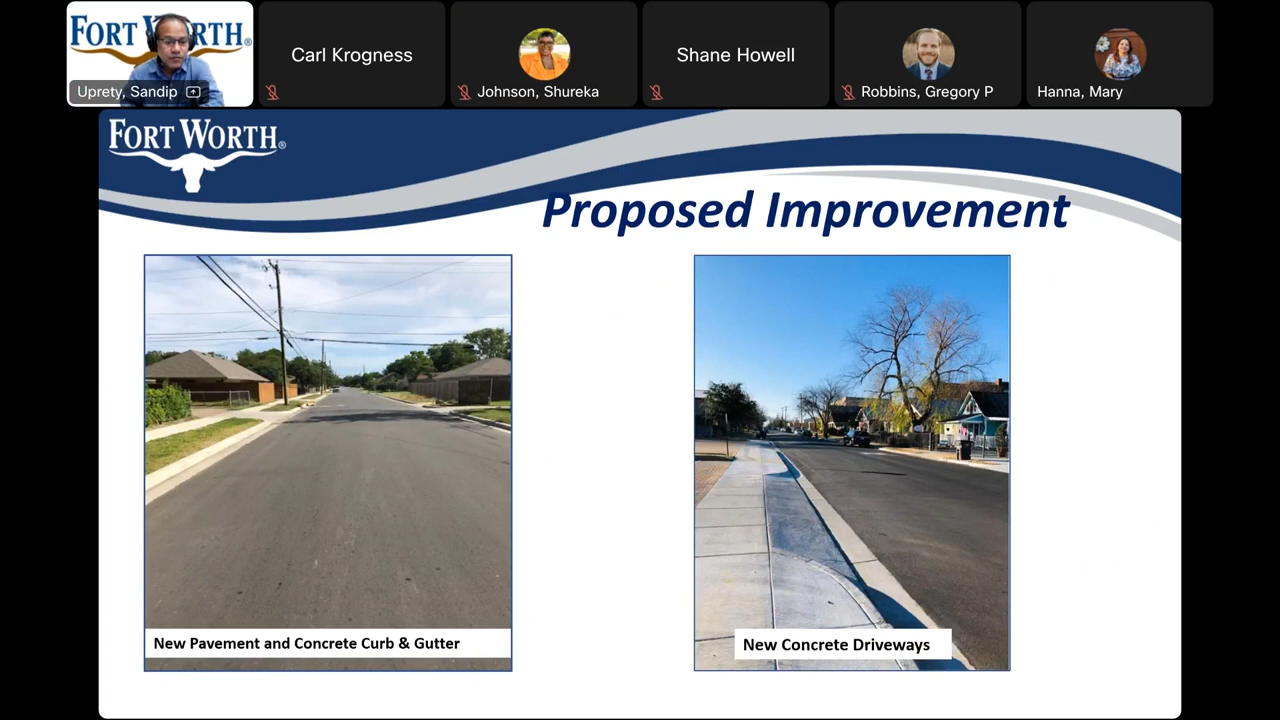 FORT WORTH®
Uprety, Sandip
Carl Krogness
Johnson, Shureka
Shane Howell
Robbins, Gregory P
Hanna, Mary
FORT WORTH®
Proposed Improvement
New Pavement and Concrete Curb & Gutter
New Concrete Driveways